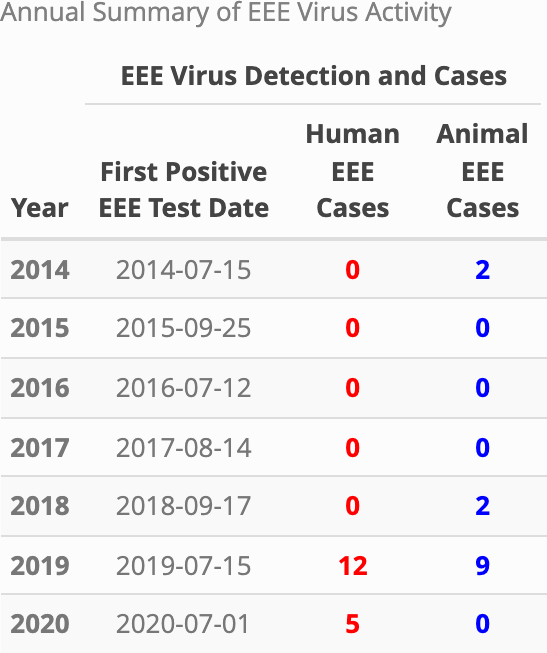 Annual Summary of EEE Virus Activity
EEE Virus Detection and Cases
Human Animal
First Positive EEE EEE
Year EEE Test Date Cases Cases
2014 2014-07-15 0 2
2015 2015-09-25 0 0
2016 2016-07-12 0 0
2017 2017-08-14 0 0
2018 2018-09-17 0 2
2019 2019-07-15 12 9
2020 2020-07-01 5 0